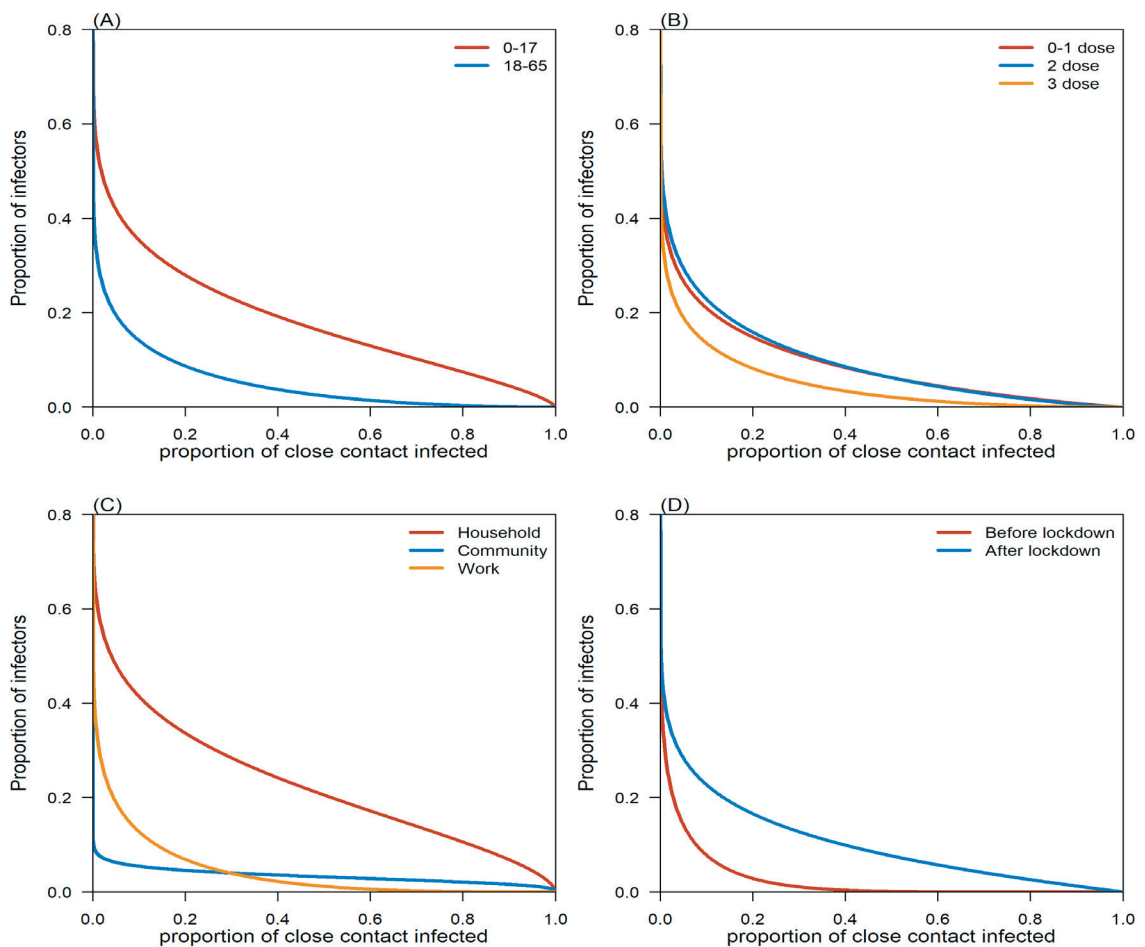 (A)
0.8
0-17
18-65
0.6
0.4
0.2
0.0
Proportion of infectors
0.0 0.2 0.4 0.6 0.8 1.0
proportion of close contact infected
(B)
0.8
0-1 dose
2 dose
3 dose
0.6
0.4
0.2
0.0
Proportion of infectors
0.0 0.2 0.4 0.6 0.8 1.0
proportion of close contact infected
(C)
0.8
Household
Community
Work
0.6
0.4
0.2
0.0
Proportion of infectors
0.0 0.2 0.4 0.6 0.8 1.0
proportion of close contact infected
(D)
0.8
Before lockdown
After lockdown
0.6
0.4
0.2
0.0
Proportion of infectors
0.0 0.2 0.4 0.6 0.8 1.0
proportion of close contact infected